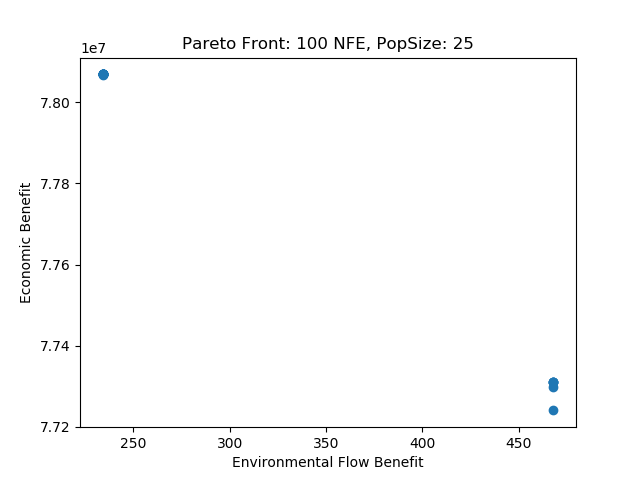 Pareto Front: 100 NFE, PopSize: 25
1e7
7.80
7.78
7.76
7.74
7.72
Economic Benefit
250 300 350 400 450
Environmental Flow Benefit